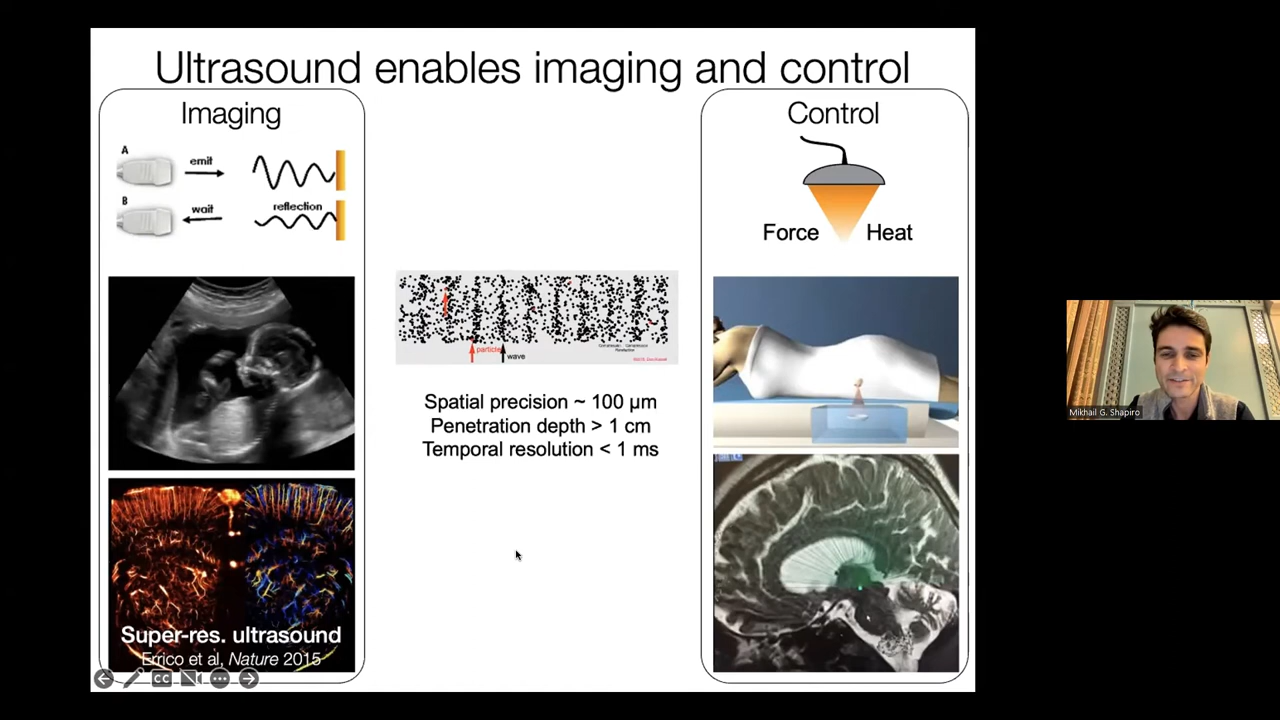 Ultrasound enables imaging and control
Imaging
A
emit
B
wait
reflection
particle
wave
Spatial precision ~ 100 µm
Penetration depth > 1 cm
Temporal resolution < 1 ms
Super-res. ultrasound
Errico et al, Nature 2015
CC
Control
Force
Heat
Mikhail G. Shapiro